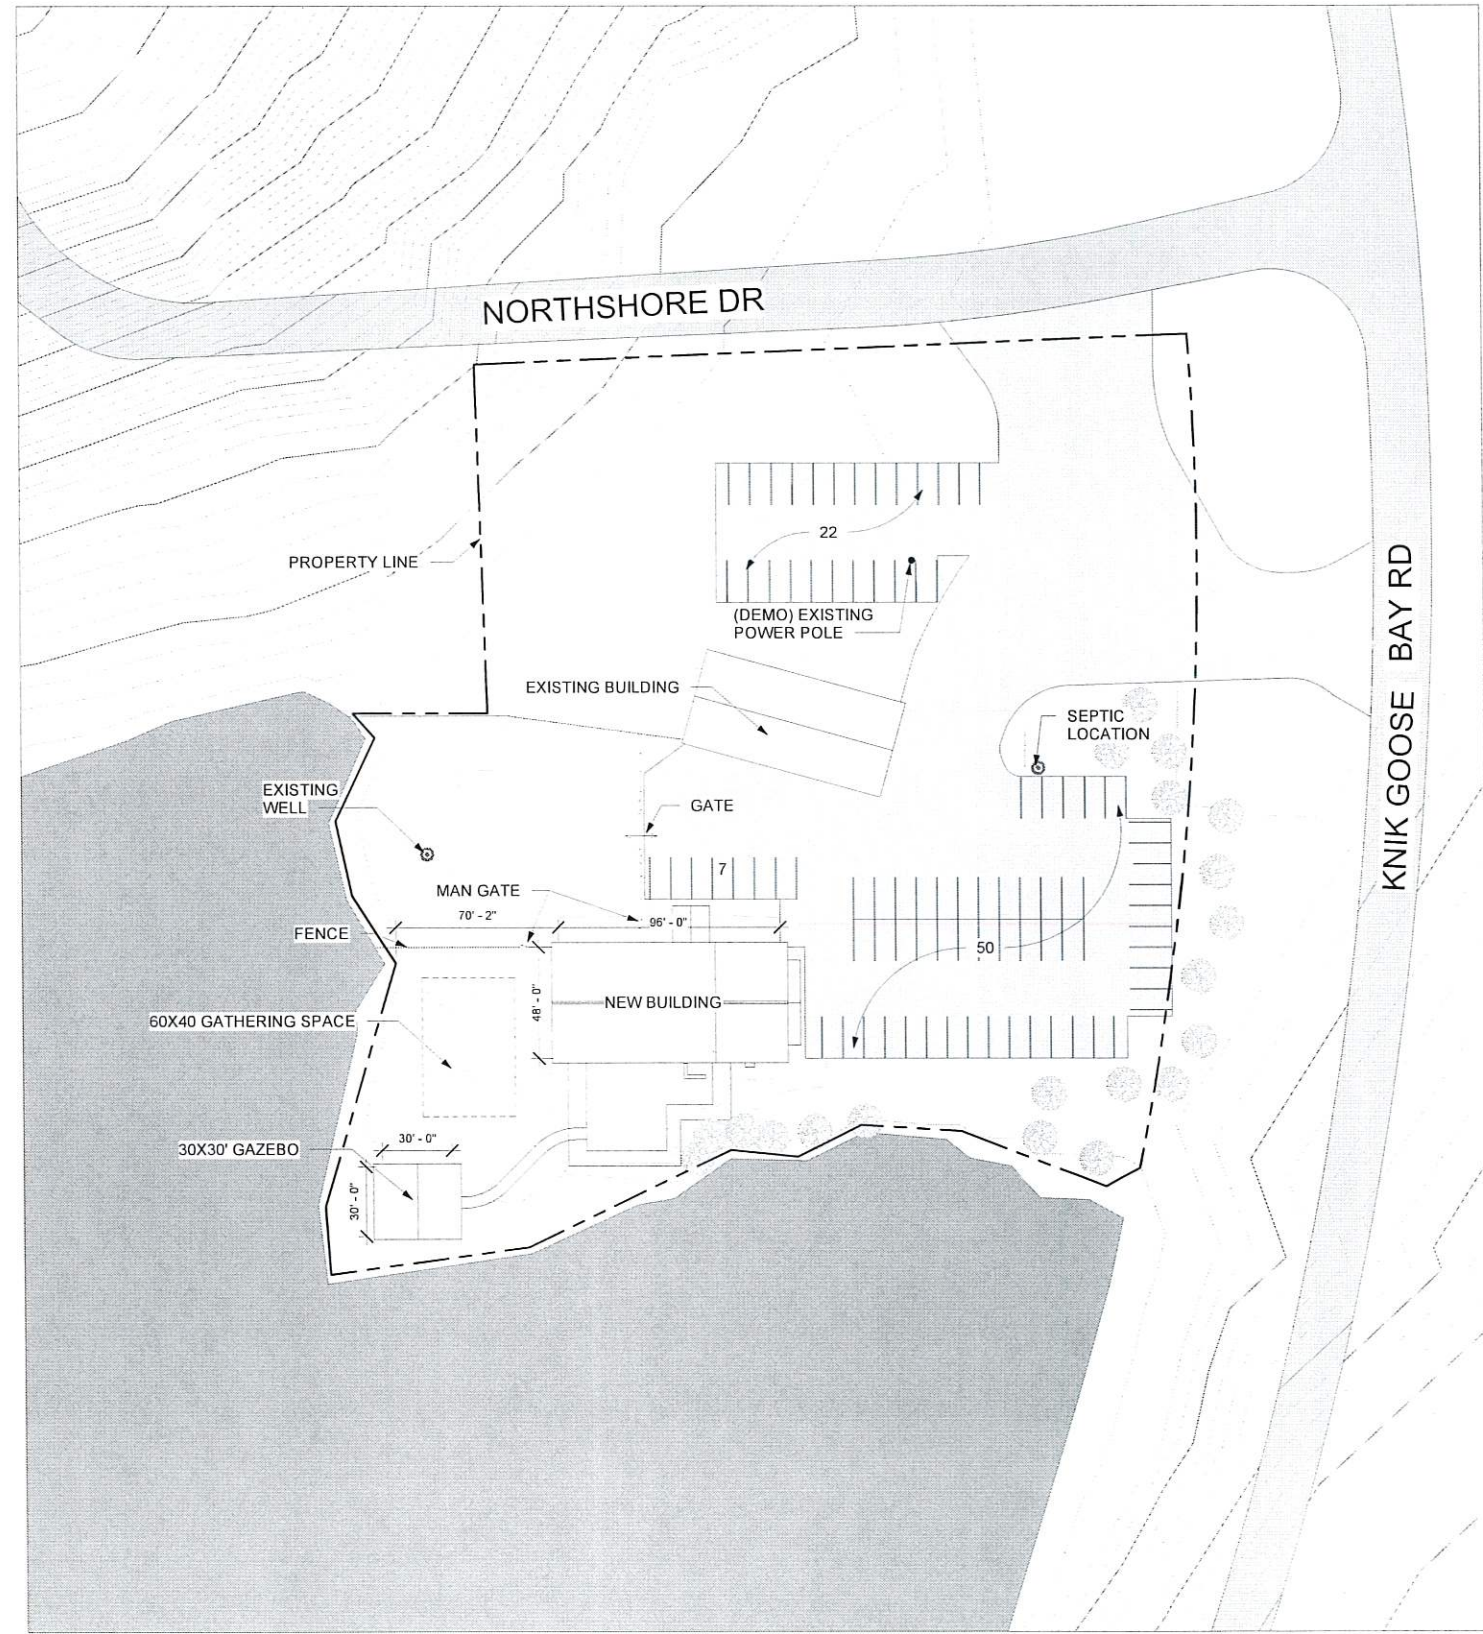 NORTHSHORE DR
22
PROPERTY LINE
(DEMO) EXISTING
POWER POLE
KNIK GOOSE BAY RD
EXISTING BUILDING
SEPTIC
LOCATION
EXISTING
WELL
GATE
7
MAN GATE
70' - 2"
96' - 0"
FENCE
50
48' - 0"
NEW BUILDING
60X40 GATHERING SPACE
30' - 0"
30X30' GAZEBO
30' - 0"